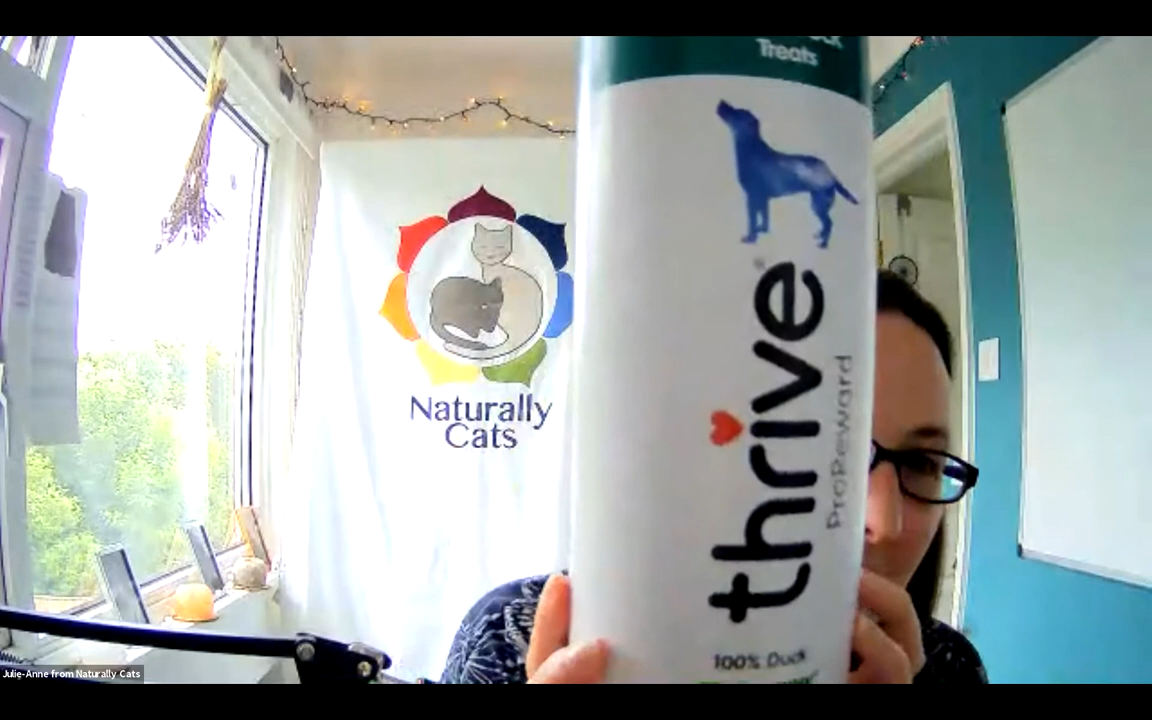 Treats
thrive
ProReward
100% Duck
Naturally
Cats
Julie-Anne from Naturally Cats